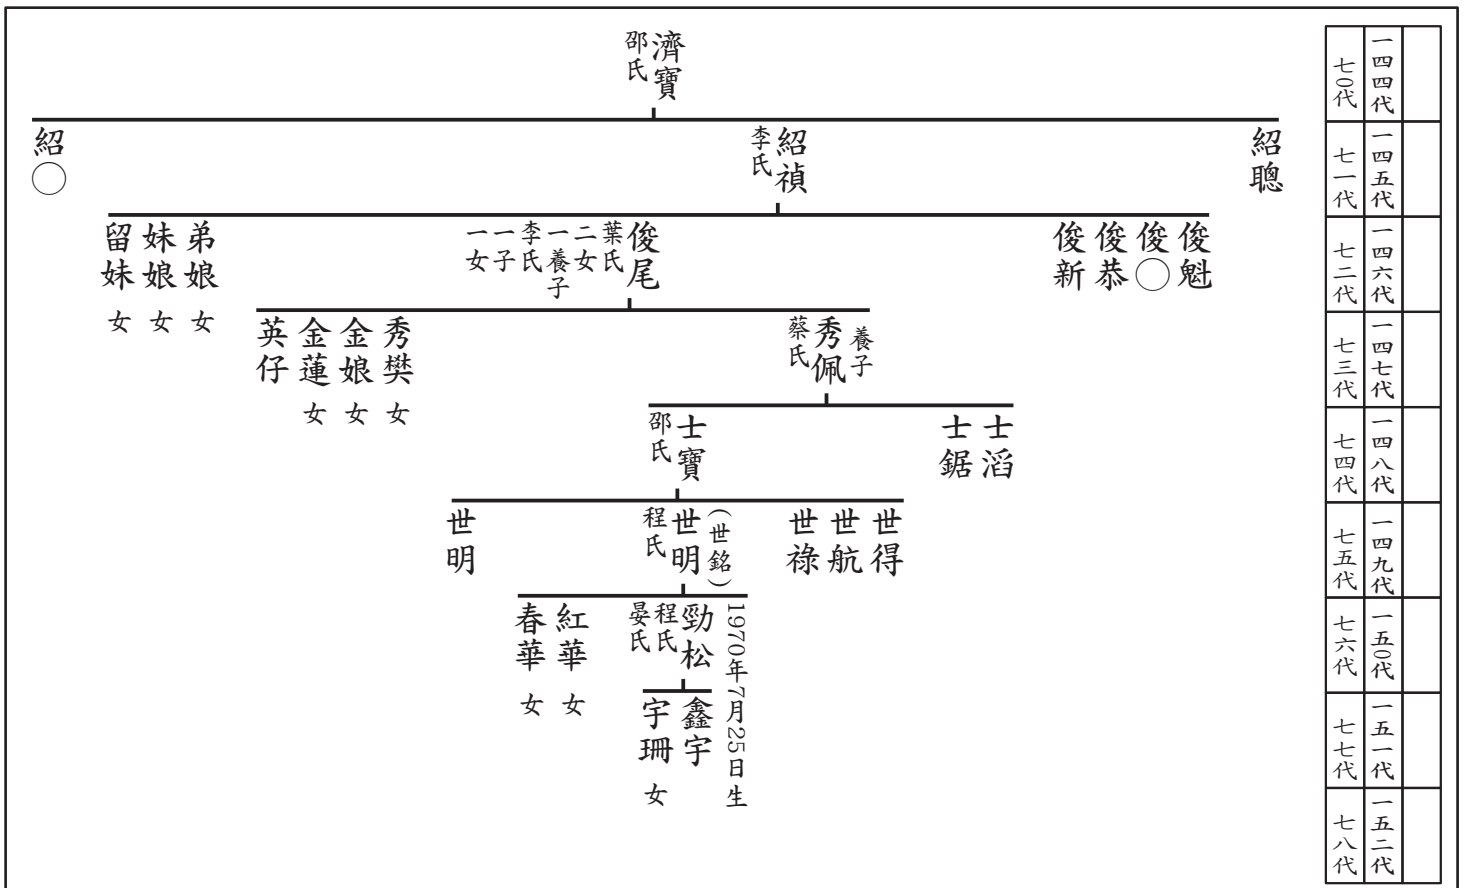 一四四代
七〇代
一四五代
七一代
一四六代
七二代
一四七代
七三代
一四八代
七四代
一四九代
七五代
一五〇代
七六代
一五一代
七七代
一五二代
七八代
濟寶
邵氏
紹聰
紹禎
李氏
紹〇
俊魁
俊〇
俊恭
俊新
俊尾
葉氏
二女
一養子
李氏
一子
一女
弟娘 女
妹娘 女
留妹 女
養子
秀佩
蔡氏
秀樊 女
金娘 女
金蓮 女
英仔
士滔
士鋸
士寶
邵氏
世得
世航
世祿
(世銘)
世明
程氏
世明
1970年7月25日生
勁松
程氏
晏氏
紅華 女
春華 女
鑫宇
宇珊 女